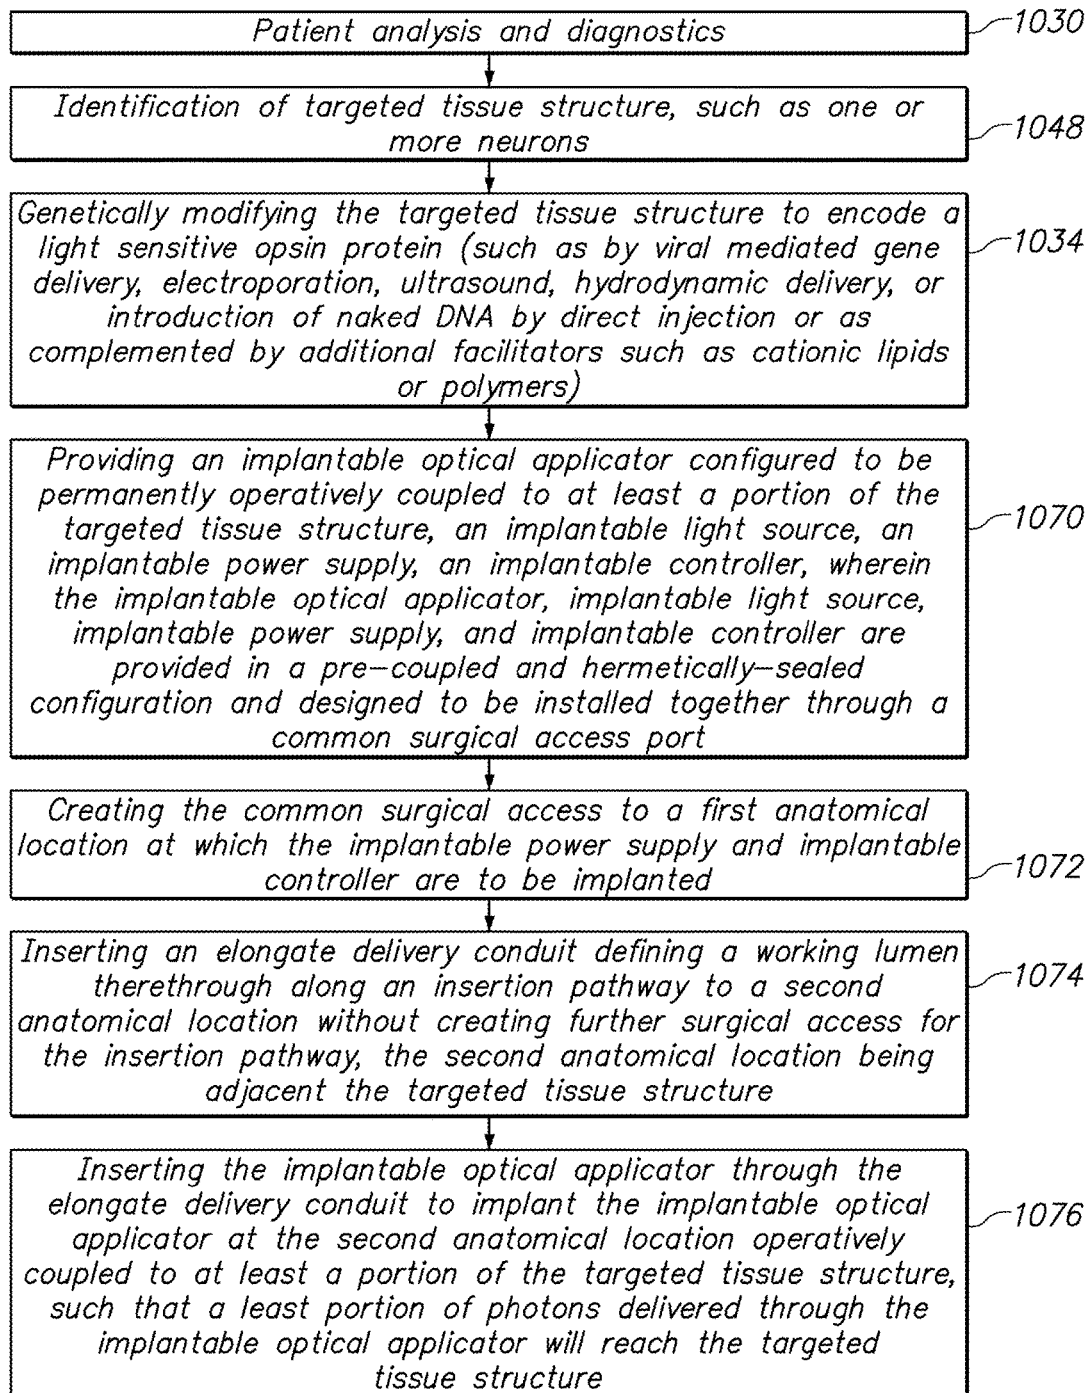 Patient analysis and diagnostics
1030
Identification of targeted tissue structure, such as one or
more neurons
1048
Genetically modifying the targeted tissue structure to encode a
light sensitive opsin protein (such as by viral mediated gene
delivery, electroporation, ultrasound, hydrodynamic delivery, or
introduction of naked DNA by direct injection or as
complemented by additional facilitators such as cationic lipids
or polymers)
1034
Providing an implantable optical applicator configured to be
permanently operatively coupled to at least a portion of the
targeted tissue structure, an implantable light source, an
implantable power supply, an implantable controller, wherein
the implantable optical applicator, implantable light source,
implantable power supply, and implantable controller are
provided in a pre-coupled and hermetically-sealed
configuration and designed to be installed together through a
common surgical access port
1070
Creating the common surgical access to a first anatomical
location at which the implantable power supply and implantable
controller are to be implanted
1072
Inserting an elongate delivery conduit defining a working lumen
therethrough along an insertion pathway to a second
anatomical location without creating further surgical access for
the insertion pathway, the second anatomical location being
adjacent the targeted tissue structure
1074
Inserting the implantable optical applicator through the
elongate delivery conduit to implant the implantable optical
applicator at the second anatomical location operatively
coupled to at least a portion of the targeted tissue structure,
such that a least portion of photons delivered through the
implantable optical applicator will reach the targeted
tissue structure
1076